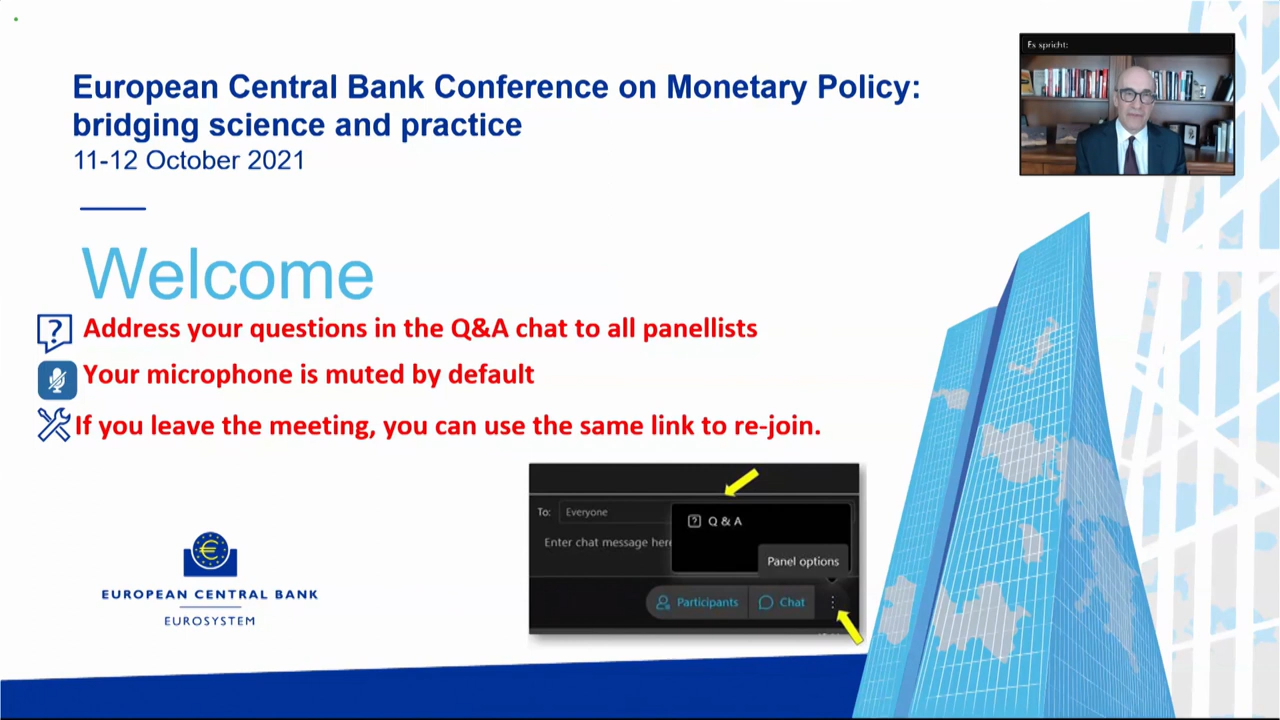 European Central Bank Conference on Monetary Policy:
bridging science and practice
11-12 October 2021
Es spricht:
Welcome
Address your questions in the Q&A chat to all panellists
Your microphone is muted by default
If you leave the meeting, you can use the same link to re-join.
To: Everyone
Q & A
Enter chat message here
Panel options
Participants
Chat
EUROPEAN CENTRAL BANK
EUROSYSTEM